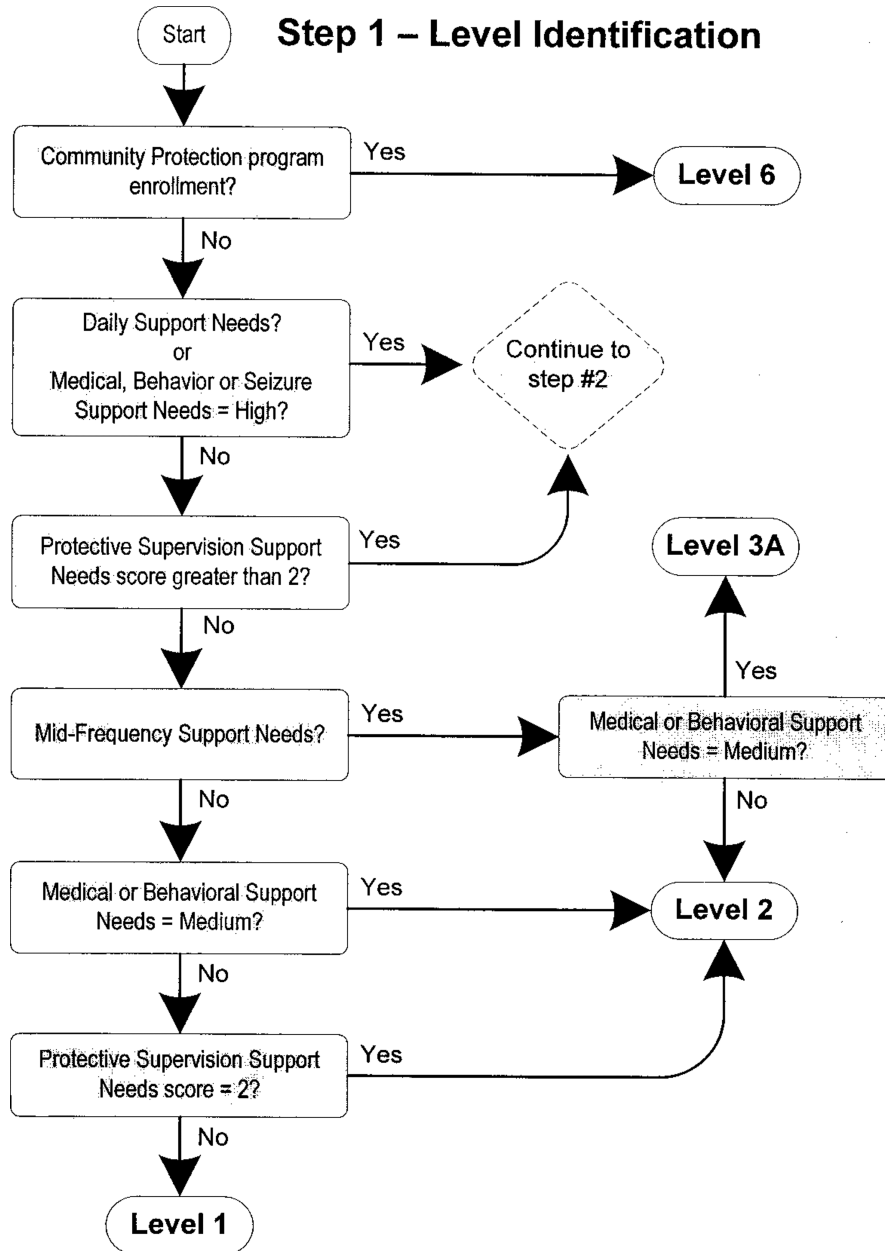 Start
Step 1 – Level Identification
Community Protection program
enrollment?
Yes
Level 6
No
Daily Support Needs?
or
Medical, Behavior or Seizure
Support Needs = High?
Yes
Continue to
step #2
No
Protective Supervision Support
Needs score greater than 2?
Yes
Level 3A
No
Yes
Mid-Frequency Support Needs?
Yes
Medical or Behavioral Support
Needs = Medium?
No
No
Medical or Behavioral Support
Needs = Medium?
Yes
Level 2
No
Protective Supervision Support
Needs score = 2?
Yes
No
Level 1